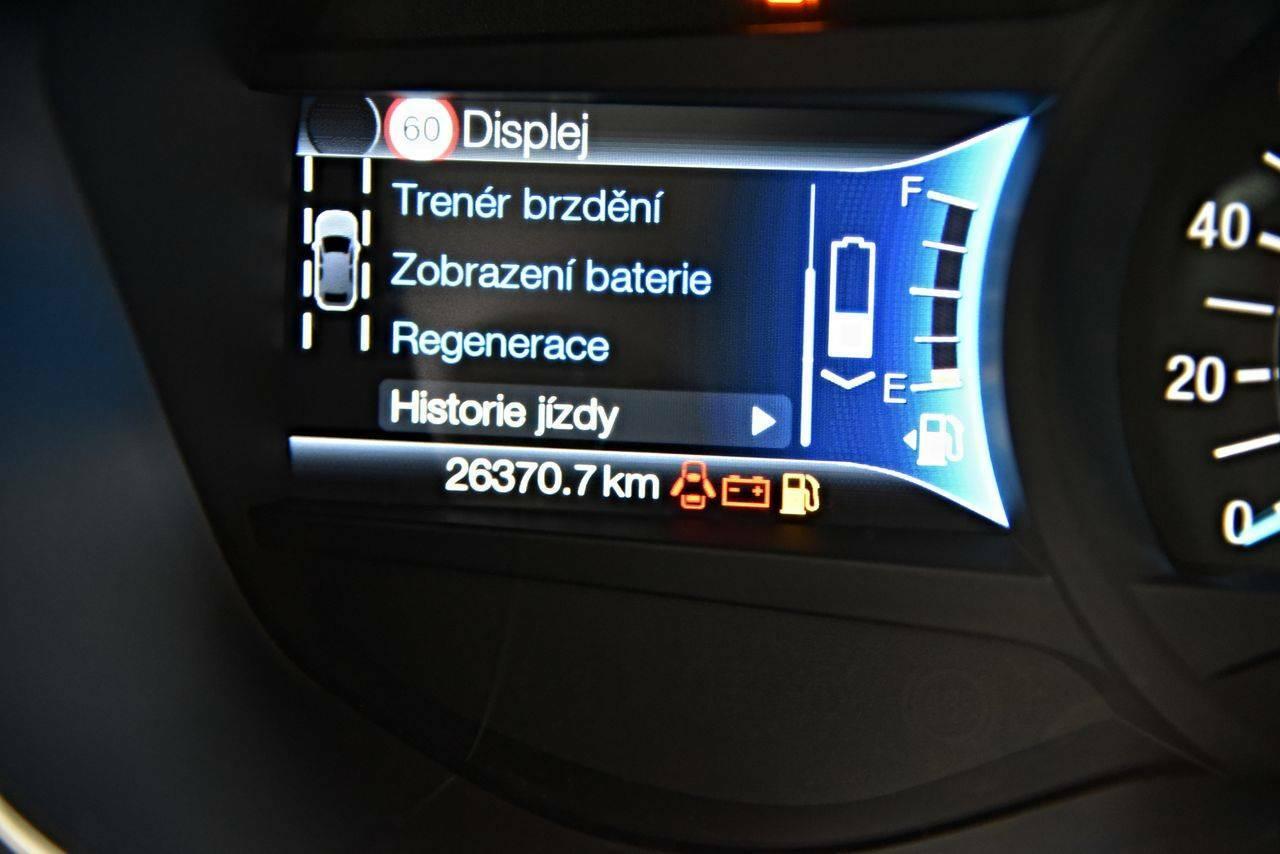 60 Displej
Trenér brzdění
Zobrazení baterie
Regenerace
Historie jízdy
26370.7 km
F
E
40
20
0